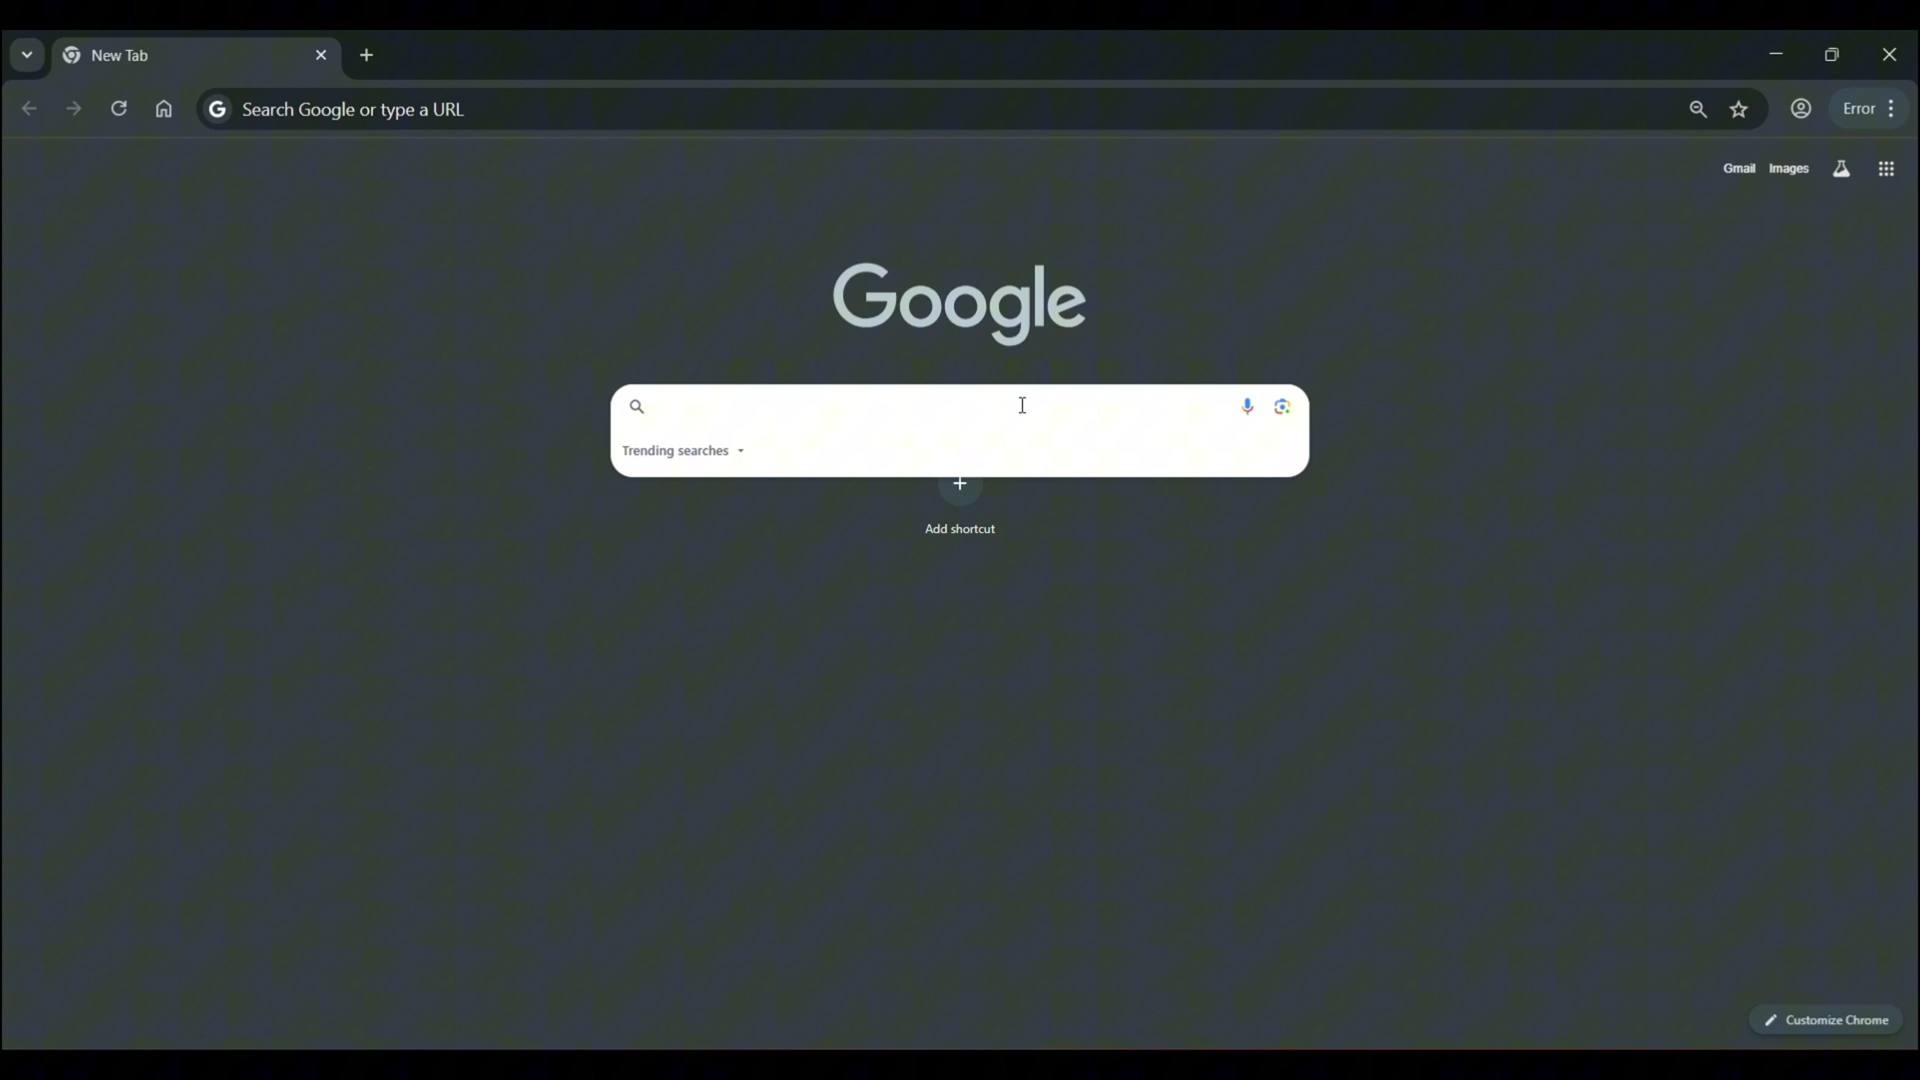 New Tab
Search Google or type a URL
Error
Gmail Images
Google
Trending searches
Add shortcut
Customize Chrome